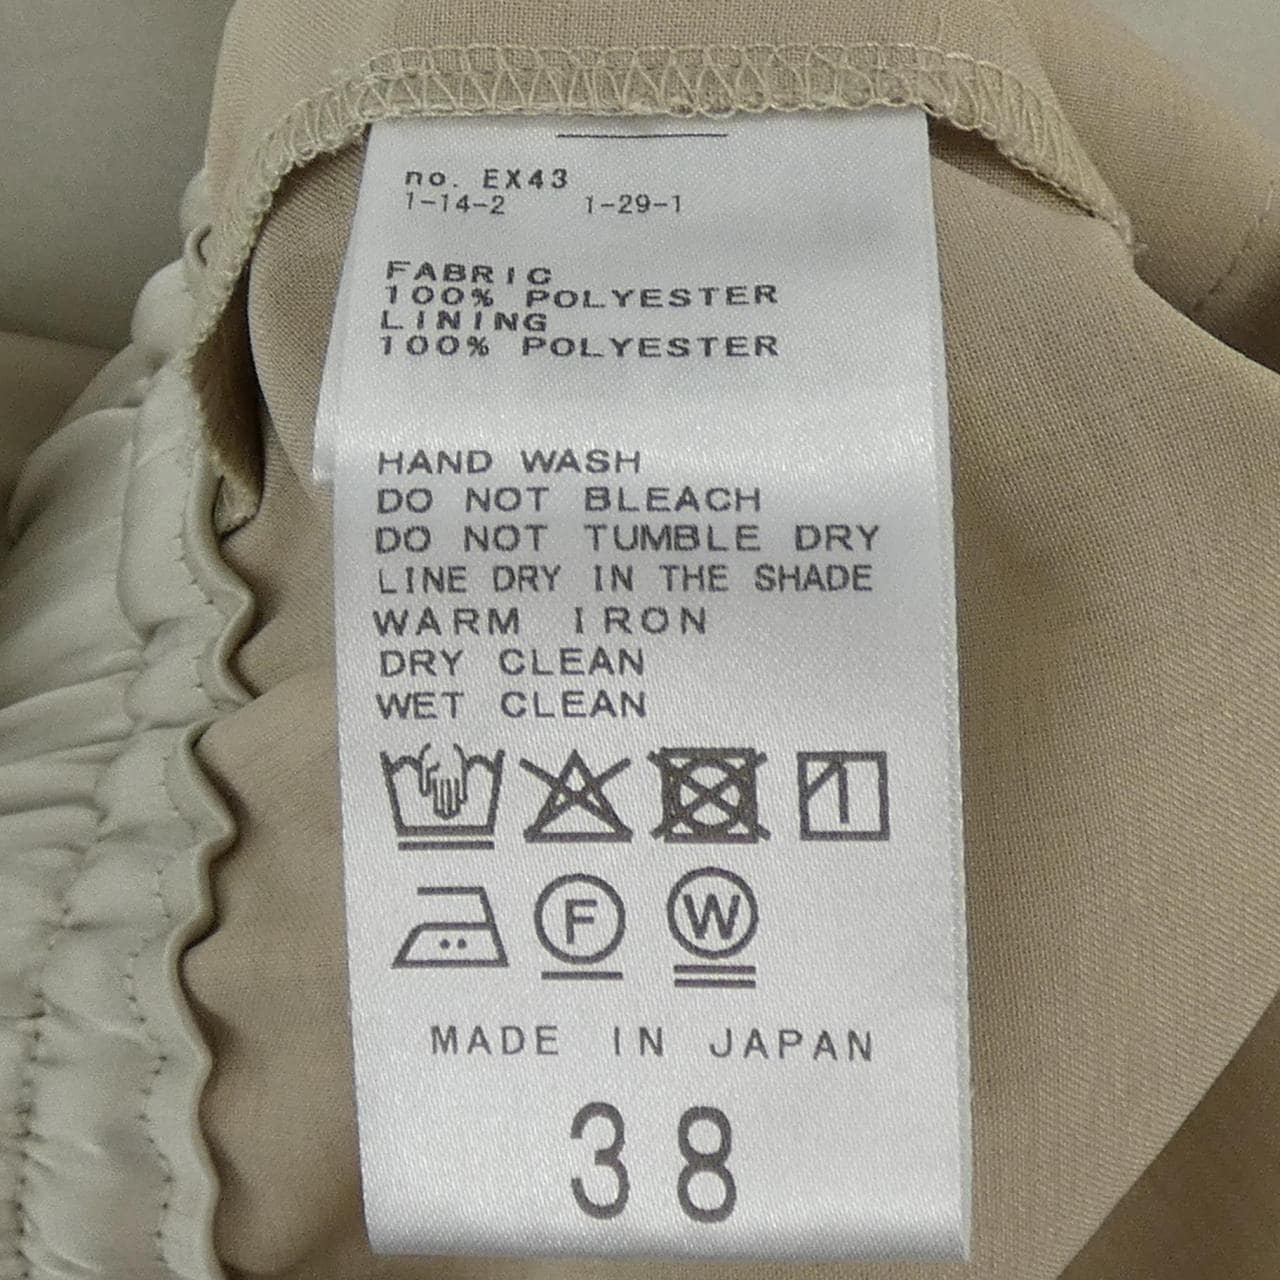 no. EX43
1-14-2 1-29-1
FABRIC
100% POLYESTER
LINING
100% POLYESTER
HAND WASH
DO NOT BLEACH
DO NOT TUMBLE DRY
LINE DRY IN THE SHADE
WARM IRON
DRY CLEAN
WET CLEAN
F W
MADE IN JAPAN
38